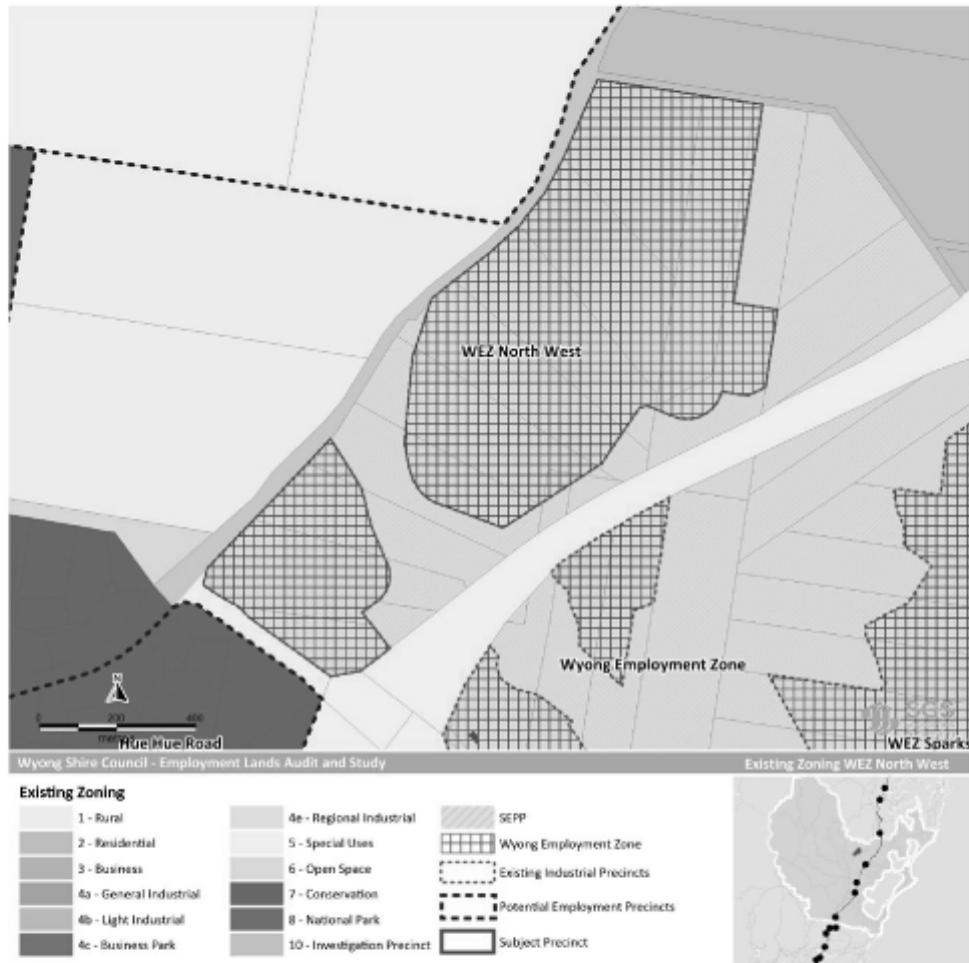 WEZ North West
Wyong Employment Zone
N
0 200 400
metres
Hue Hue Road
SGS
WEZ Sparks
Wyong Shire Council - Employment Lands Audit and Study
Existing Zoning WEZ North West
Existing Zoning
1 - Rural
2 - Residential
3 - Business
4a - General Industrial
4b - Light Industrial
4c - Business Park
4e - Regional Industrial
5 - Special Uses
6 - Open Space
7 - Conservation
8 - National Park
10 - Investigation Precinct
SEPP
Wyong Employment Zone
Existing Industrial Precincts
Potential Employment Precincts
Subject Precinct